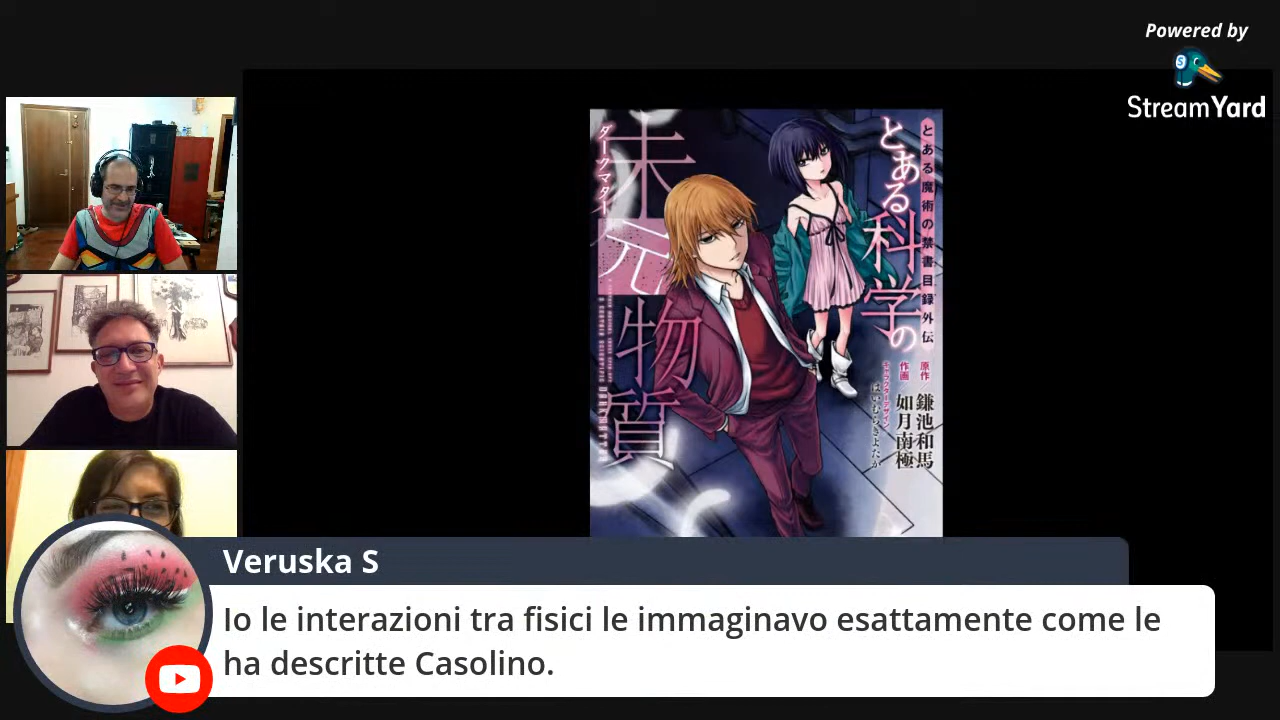 Powered by
StreamYard
とある魔術の禁書目録外伝
とある科学の
未元物質
ダークマター
原作／鎌池和馬
作画 如月南極
キャラクターデザイン はいむらきよたか
Veruska S
Io le interazioni tra fisici le immaginavo esattamente come le
ha descritte Casolino.